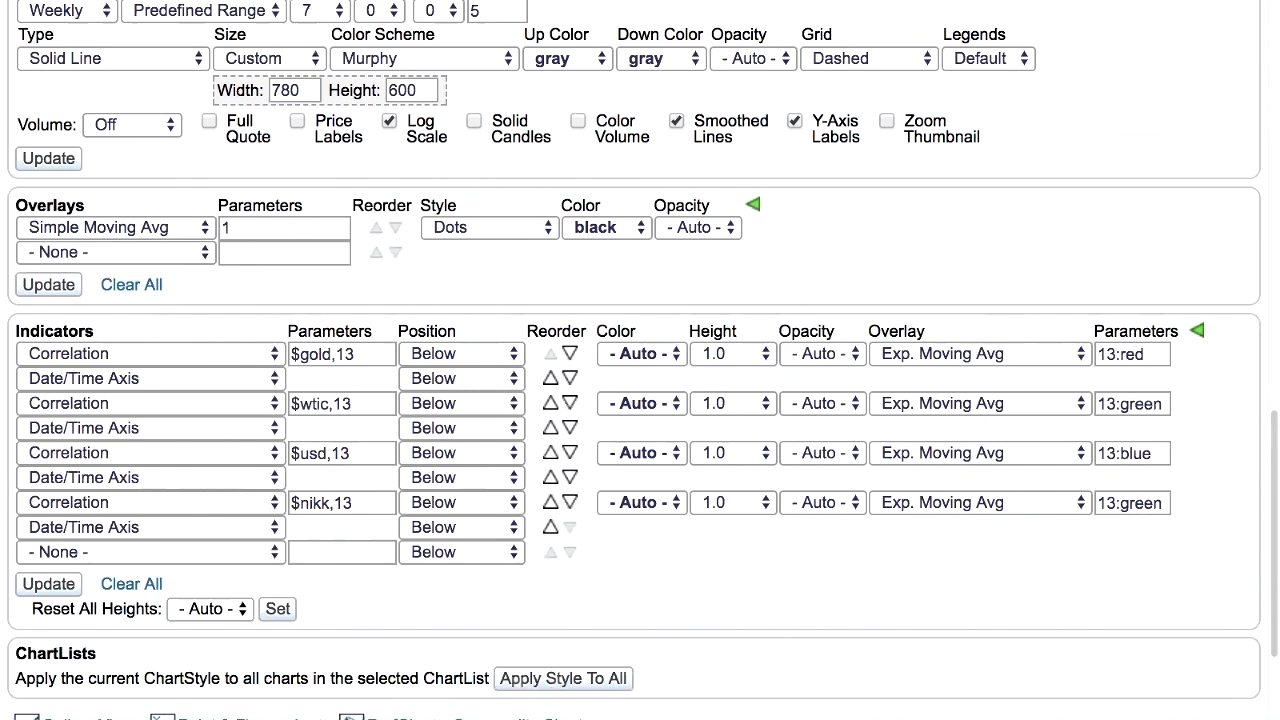 Weekly Predefined Range 7 0 0 5
Type Size Color Scheme Up Color Down Color Opacity Grid Legends
Solid Line Custom Murphy gray gray - Auto - Dashed Default
Width: 780 Height: 600
Volume: Off Full Quote Price Labels Log Scale Solid Candles Color Volume Smoothed Lines Y-Axis Labels Zoom Thumbnail
Update
Overlays Parameters Reorder Style Color Opacity
Simple Moving Avg 1 Dots black - Auto -
- None -
Update Clear All
Indicators Parameters Position Reorder Color Height Opacity Overlay Parameters
Correlation $gold,13 Below - Auto - 1.0 - Auto - Exp. Moving Avg 13:red
Date/Time Axis Below
Correlation $wtic,13 Below - Auto - 1.0 - Auto - Exp. Moving Avg 13:green
Date/Time Axis Below
Correlation $usd,13 Below - Auto - 1.0 - Auto - Exp. Moving Avg 13:blue
Date/Time Axis Below
Correlation $nikk,13 Below - Auto - 1.0 - Auto - Exp. Moving Avg 13:green
Date/Time Axis Below
- None - Below
Update Clear All
Reset All Heights: - Auto - Set
ChartLists
Apply the current ChartStyle to all charts in the selected ChartList Apply Style To All